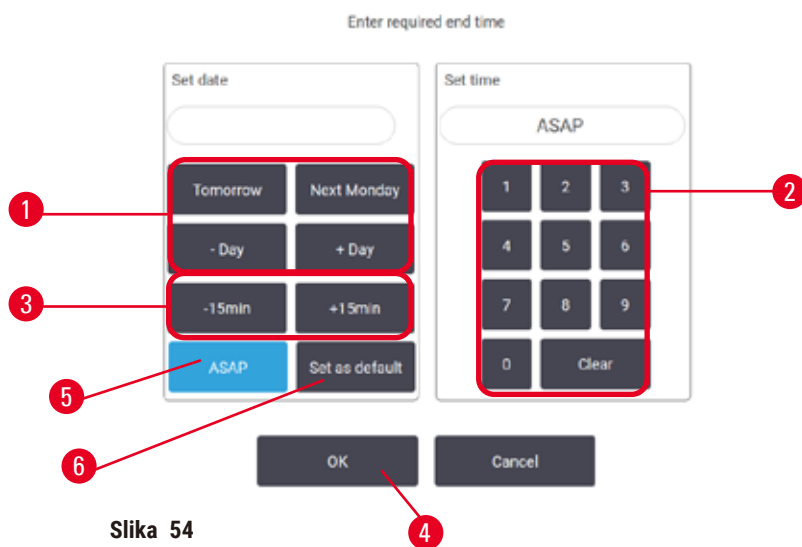 Enter required end time
Set date
Set time
ASAP
Tomorrow
Next Monday
- Day
+ Day
-15min
+15min
ASAP
Set as default
1
2
3
4
5
6
7
8
9
0
Clear
OK
Cancel
1
2
3
5
6
4
Slika 54